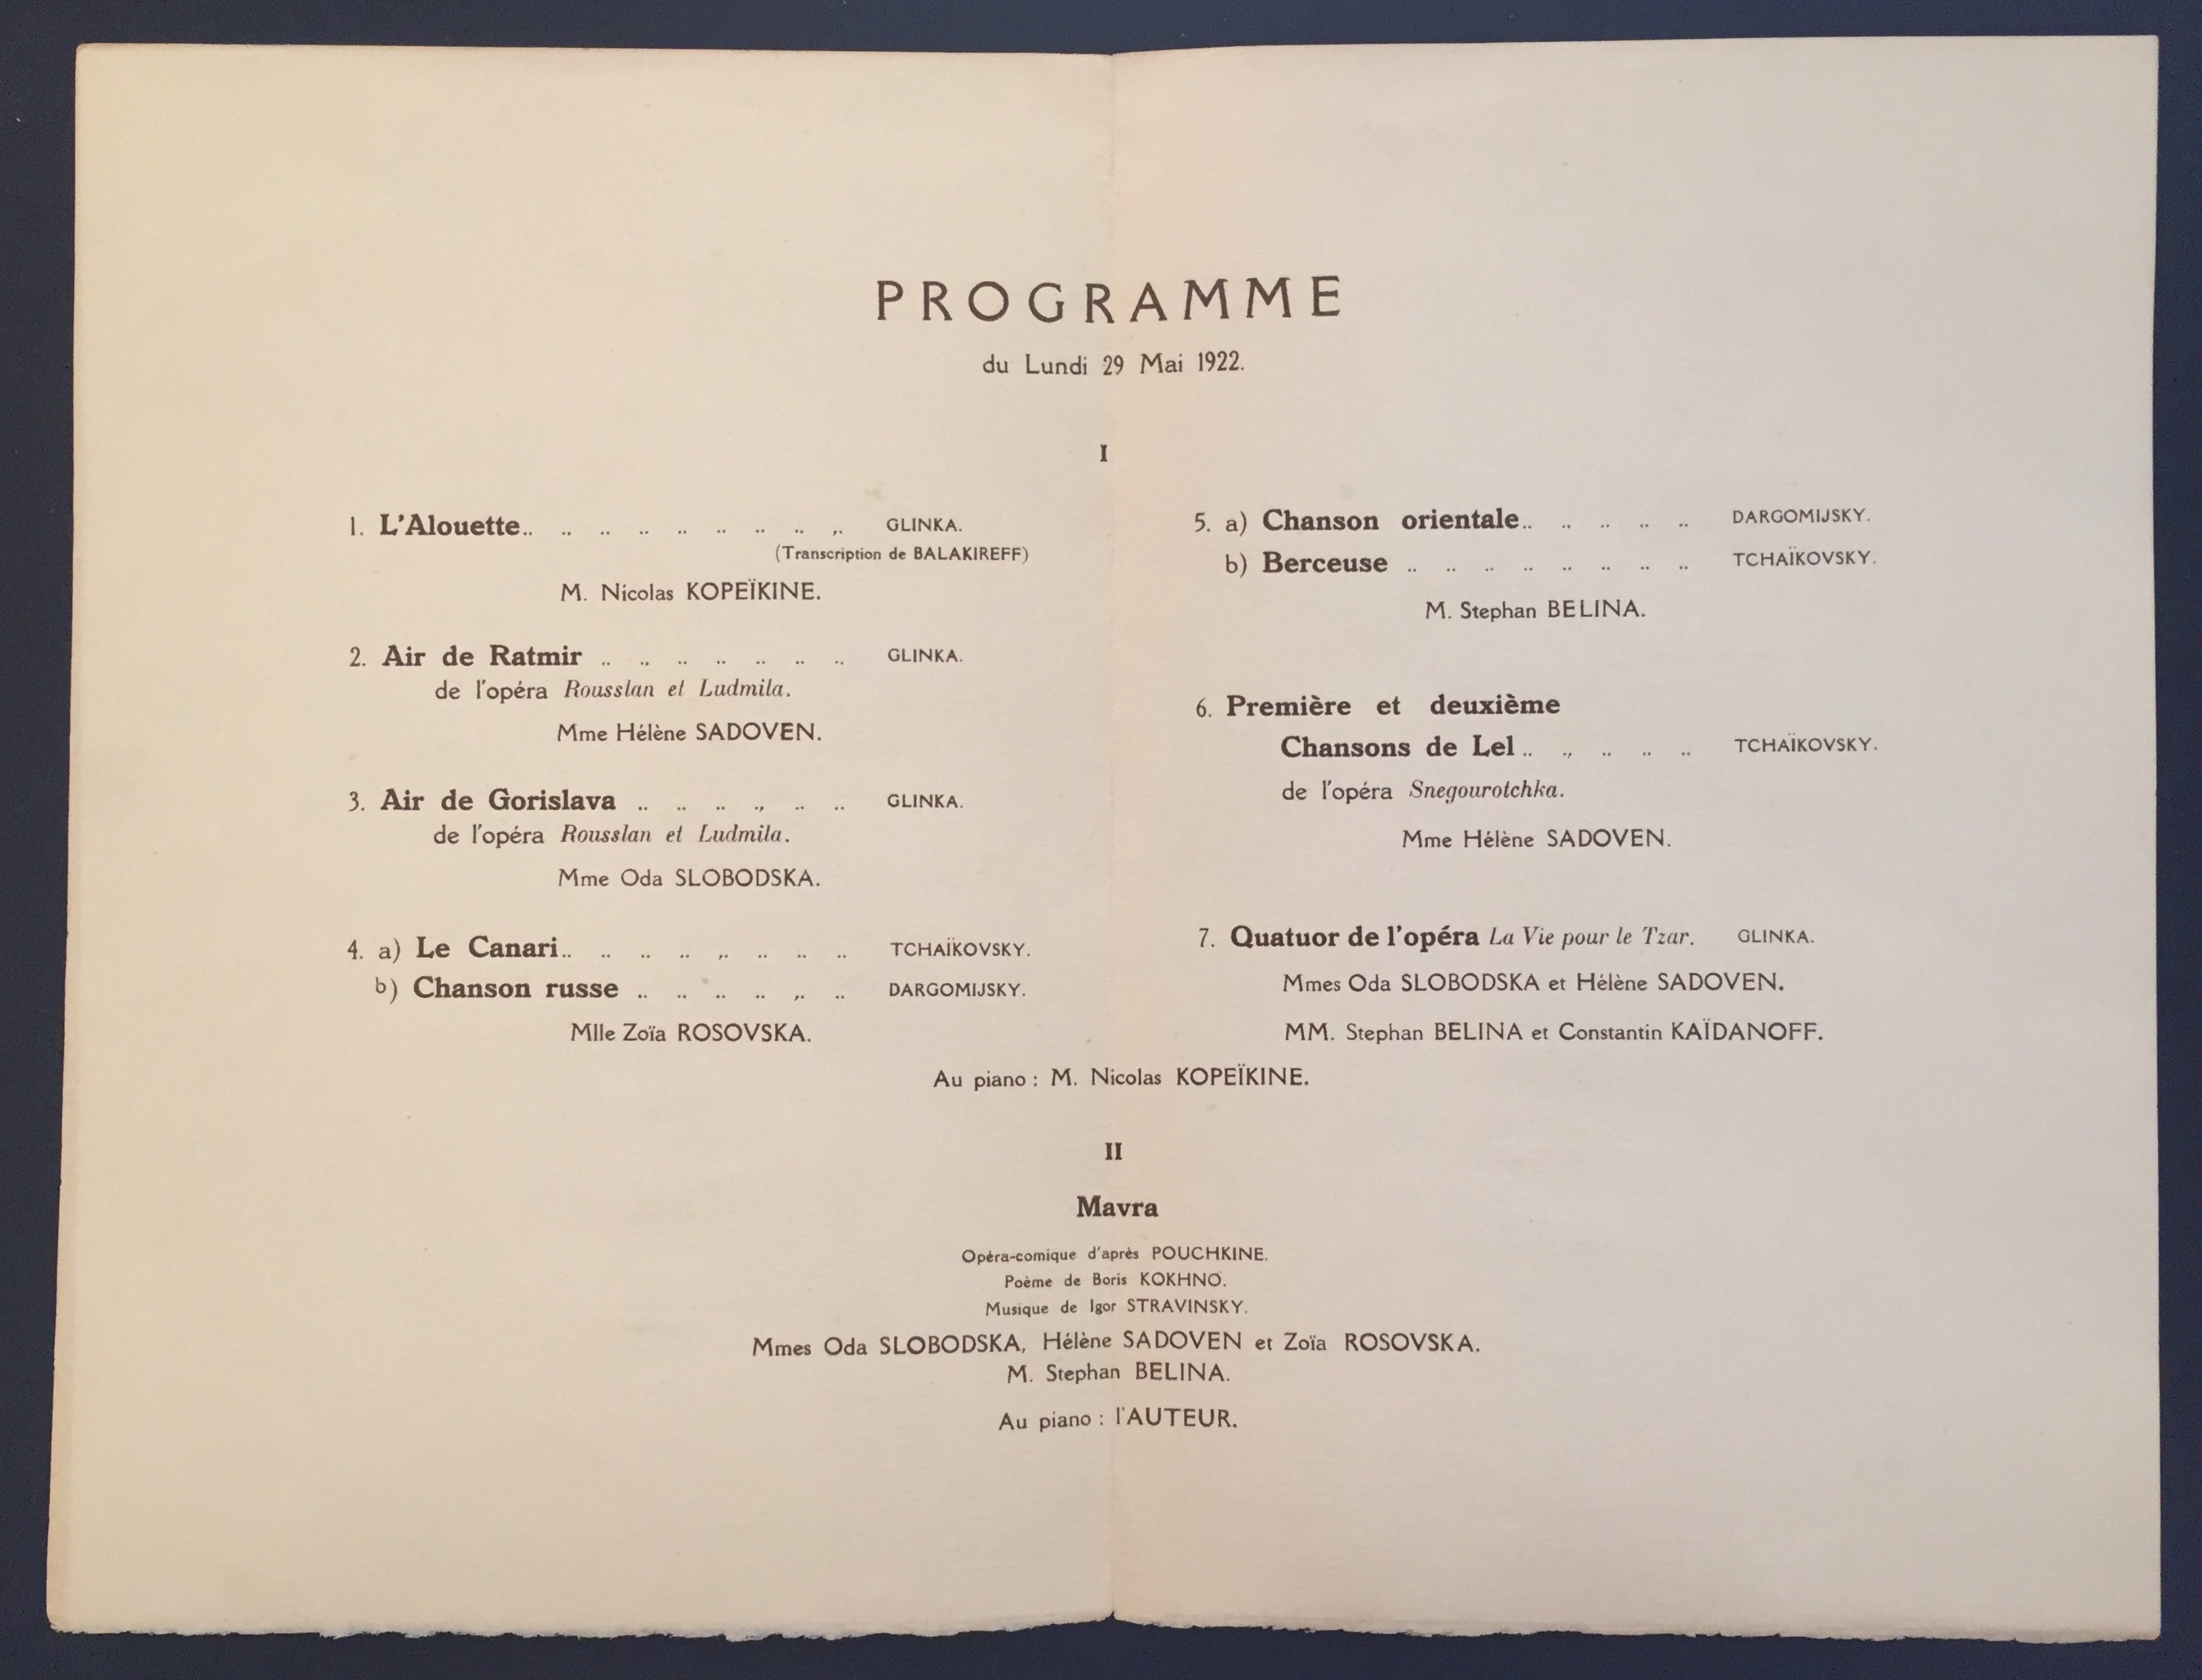 PROGRAMME
du Lundi 29 Mai 1922.
I
1. L'Alouette.. .. .. .. .. .. .. .. .. GLINKA.
(Transcription de BALAKIREFF)
M. Nicolas KOPEÏKINE.
2. Air de Ratmir .. .. .. .. .. .. .. GLINKA.
de l'opéra Rousslan et Ludmila.
Mme Hélène SADOVEN.
3. Air de Gorislava .. .. .. .. .. .. GLINKA.
de l'opéra Rousslan et Ludmila.
Mme Oda SLOBODSKA.
4. a) Le Canari.. .. .. .. .. .. .. .. TCHAÏKOVSKY.
b) Chanson russe .. .. .. .. .. .. DARGOMIJSKY.
Mlle Zoïa ROSOVSKA.
5. a) Chanson orientale.. .. .. .. .. DARGOMIJSKY.
b) Berceuse .. .. .. .. .. .. .. .. TCHAÏKOVSKY.
M. Stephan BELINA.
6. Première et deuxième
Chansons de Lel .. .. .. .. .. TCHAÏKOVSKY.
de l'opéra Snegourotchka.
Mme Hélène SADOVEN.
7. Quatuor de l'opéra La Vie pour le Tzar. GLINKA.
Mmes Oda SLOBODSKA et Hélène SADOVEN.
MM. Stephan BELINA et Constantin KAÏDANOFF.
Au piano : M. Nicolas KOPEÏKINE.
II
Mavra
Opéra-comique d'après POUCHKINE.
Poème de Boris KOKHNO.
Musique de Igor STRAVINSKY.
Mmes Oda SLOBODSKA, Hélène SADOVEN et Zoïa ROSOVSKA.
M. Stephan BELINA.
Au piano : l'AUTEUR.